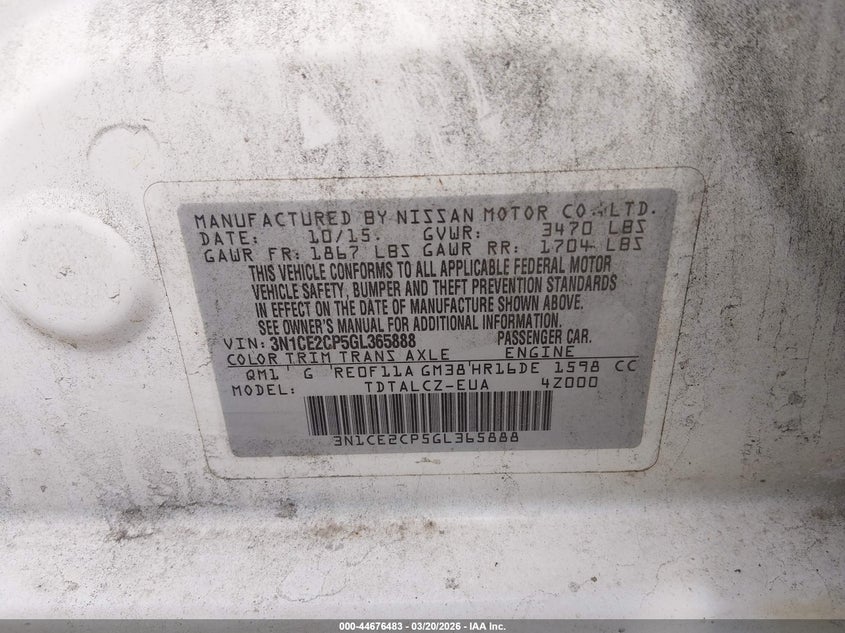 MANUFACTURED BY NISSAN MOTOR CO., LTD.
DATE: 10/15. GVWR: 3470 LBS
GAWR FR: 1867 LBS GAWR RR: 1704 LBS
THIS VEHICLE CONFORMS TO ALL APPLICABLE FEDERAL MOTOR
VEHICLE SAFETY, BUMPER AND THEFT PREVENTION STANDARDS
IN EFFECT ON THE DATE OF MANUFACTURE SHOWN ABOVE.
SEE OWNER'S MANUAL FOR ADDITIONAL INFORMATION.
VIN: 3N1CE2CP5GL365888 PASSENGER CAR.
COLOR TRIM TRANS AXLE ENGINE
QM1 G RE0F11A GM38 HR16DE 1598 CC
MODEL: TDTALCZ-EUA 4Z000
3N1CE2CP5GL365888
000-44676483 | 03/20/2026 | IAA Inc.